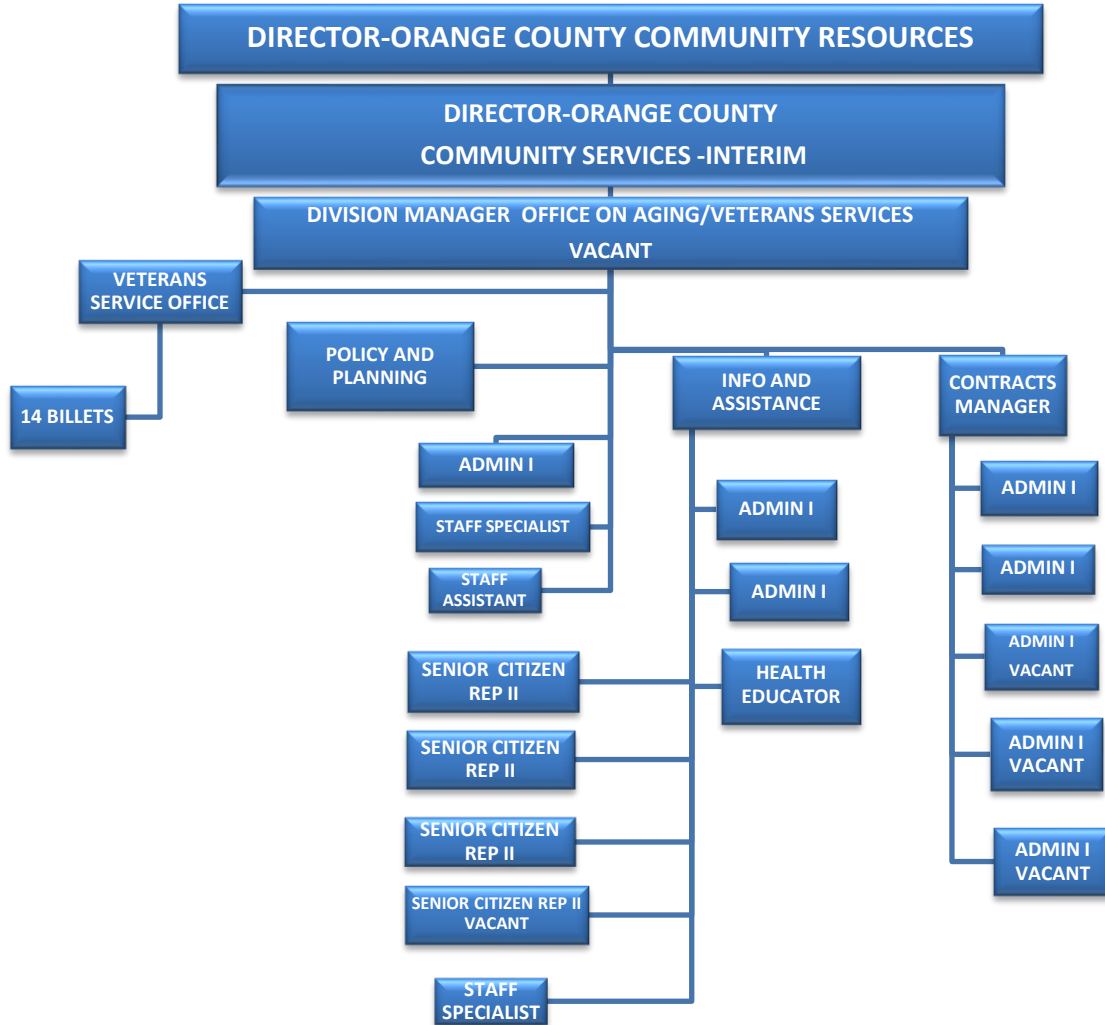 DIRECTOR-ORANGE COUNTY COMMUNITY RESOURCES
DIRECTOR-ORANGE COUNTY
COMMUNITY SERVICES -INTERIM
DIVISION MANAGER OFFICE ON AGING/VETERANS SERVICES
VACANT
VETERANS
SERVICE OFFICE
14 BILLETS
POLICY AND
PLANNING
ADMIN I
STAFF SPECIALIST
STAFF
ASSISTANT
INFO AND
ASSISTANCE
ADMIN I
ADMIN I
HEALTH
EDUCATOR
SENIOR CITIZEN
REP II
SENIOR CITIZEN
REP II
SENIOR CITIZEN
REP II
SENIOR CITIZEN REP II
VACANT
STAFF
SPECIALIST
CONTRACTS
MANAGER
ADMIN I
ADMIN I
ADMIN I
VACANT
ADMIN I
VACANT
ADMIN I
VACANT